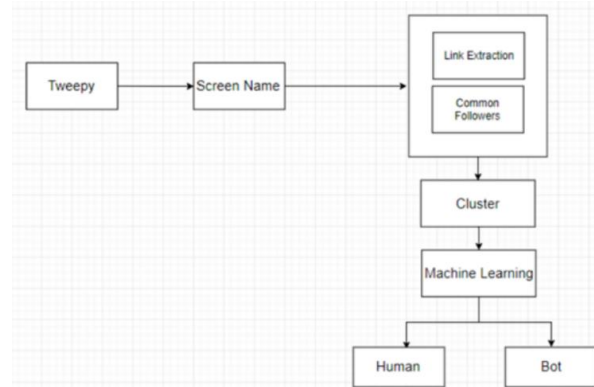 Link Extraction
Tweepy
Screen Name
Common
Followers
Cluster
Machine Learning
Human
Bot